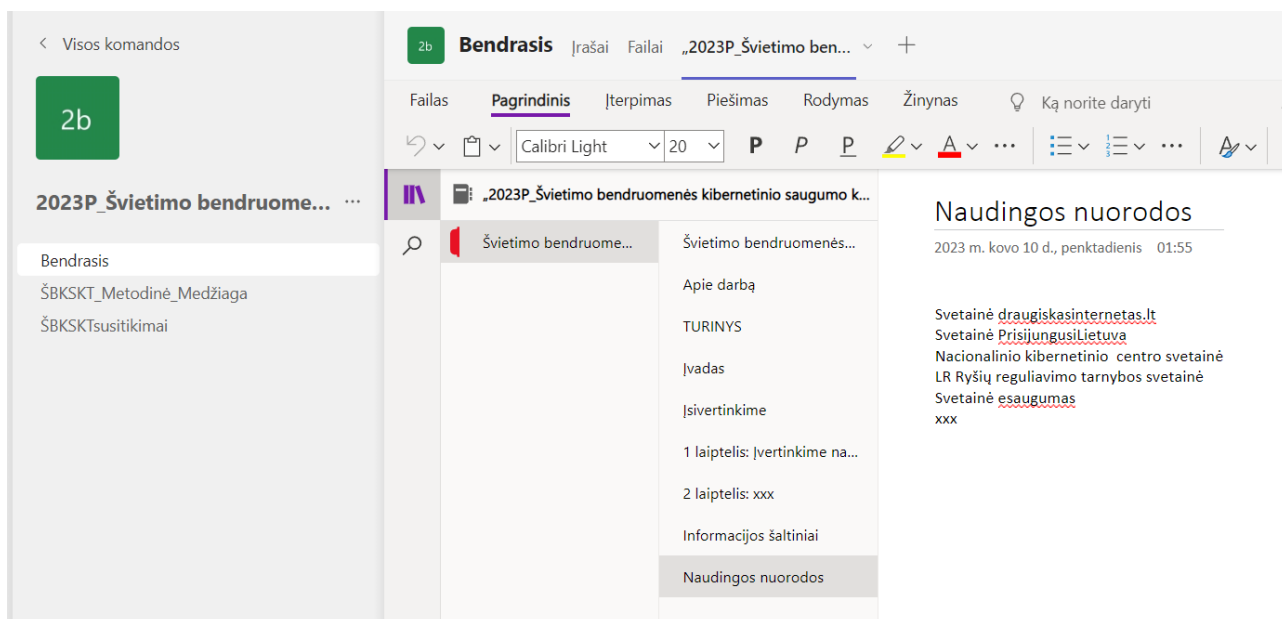 Visos komandos
2b
2023P_Švietimo bendruome... ...
Bendrasis
ŠBKSKT_Metodinė_Medžiaga
ŠBKSKTsusitikimai
2b Bendrasis Įrašai Failai „2023P_Švietimo ben...
Failas Pagrindinis Įterpimas Piešimas Rodymas Žinynas Ką norite daryti
Calibri Light 20 P P P A ... ...
„2023P_Švietimo bendruomenės kibernetinio saugumo k...
Švietimo bendruome...
Švietimo bendruomenės...
Apie darbą
TURINYS
Įvadas
Įsivertinkime
1 laiptelis: Įvertinkime na...
2 laiptelis: xxx
Informacijos šaltiniai
Naudingos nuorodos
Naudingos nuorodos
2023 m. kovo 10 d., penktadienis 01:55
Svetainė draugiskasinternetas.lt
Svetainė PrisijungusiLietuva
Nacionalinio kibernetinio centro svetainė
LR Ryšių reguliavimo tarnybos svetainė
Svetainė esaugumas
xxx